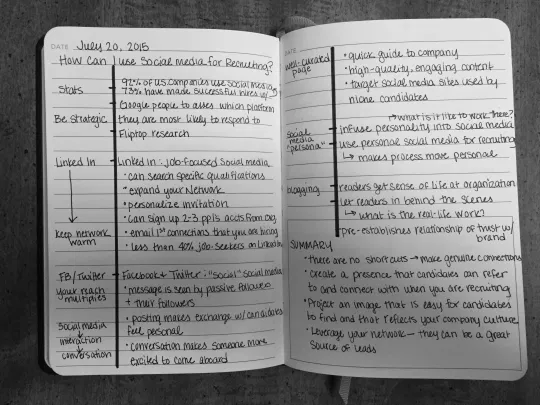 DATE July 20, 2015
How Can I use Social Media for Recruiting?
Stats
92% of U.S. companies use social media
73% have made successful hires w/
Be strategic
Google people to asses which platform
they are most likely to respond to
Fliptop research
Linked In
Linked In: Job-Focused Social media
• can search specific qualifications
• expand your Network
• personalize invitation
• can sign up 2-3 ppl's accts from org.
Keep network warm
• email 1st connections that you are hiring
• less than 40% job-seekers on LinkedIn
FB/Twitter
Facebook + Twitter: "Social" Social media
Your reach multiplies
• message is seen by passive followers
+ their followers
• posting makes exchange w/ candidates
feel personal
Social media
interaction
conversation
• conversation makes someone more
excited to come aboard
DATE
well-curated page
• quick guide to company
• high-quality, engaging content
• target social media sites used by
niche candidates
what is it like to work there?
social media "persona"
infuse personality into social media
use personal social media for recruiting
makes process more personal
blogging
readers get sense of life at organization
let readers in behind the scenes
what is the real-life work?
pre-establishes relationship of trust w/
brand
SUMMARY
• there are no shortcuts → make genuine connections
• create a presence that candidates can refer
to and connect with when you are recruiting
• Project an image that is easy for candidates
to find and that reflects your company culture
• Leverage your network – they can be a great
source of leads